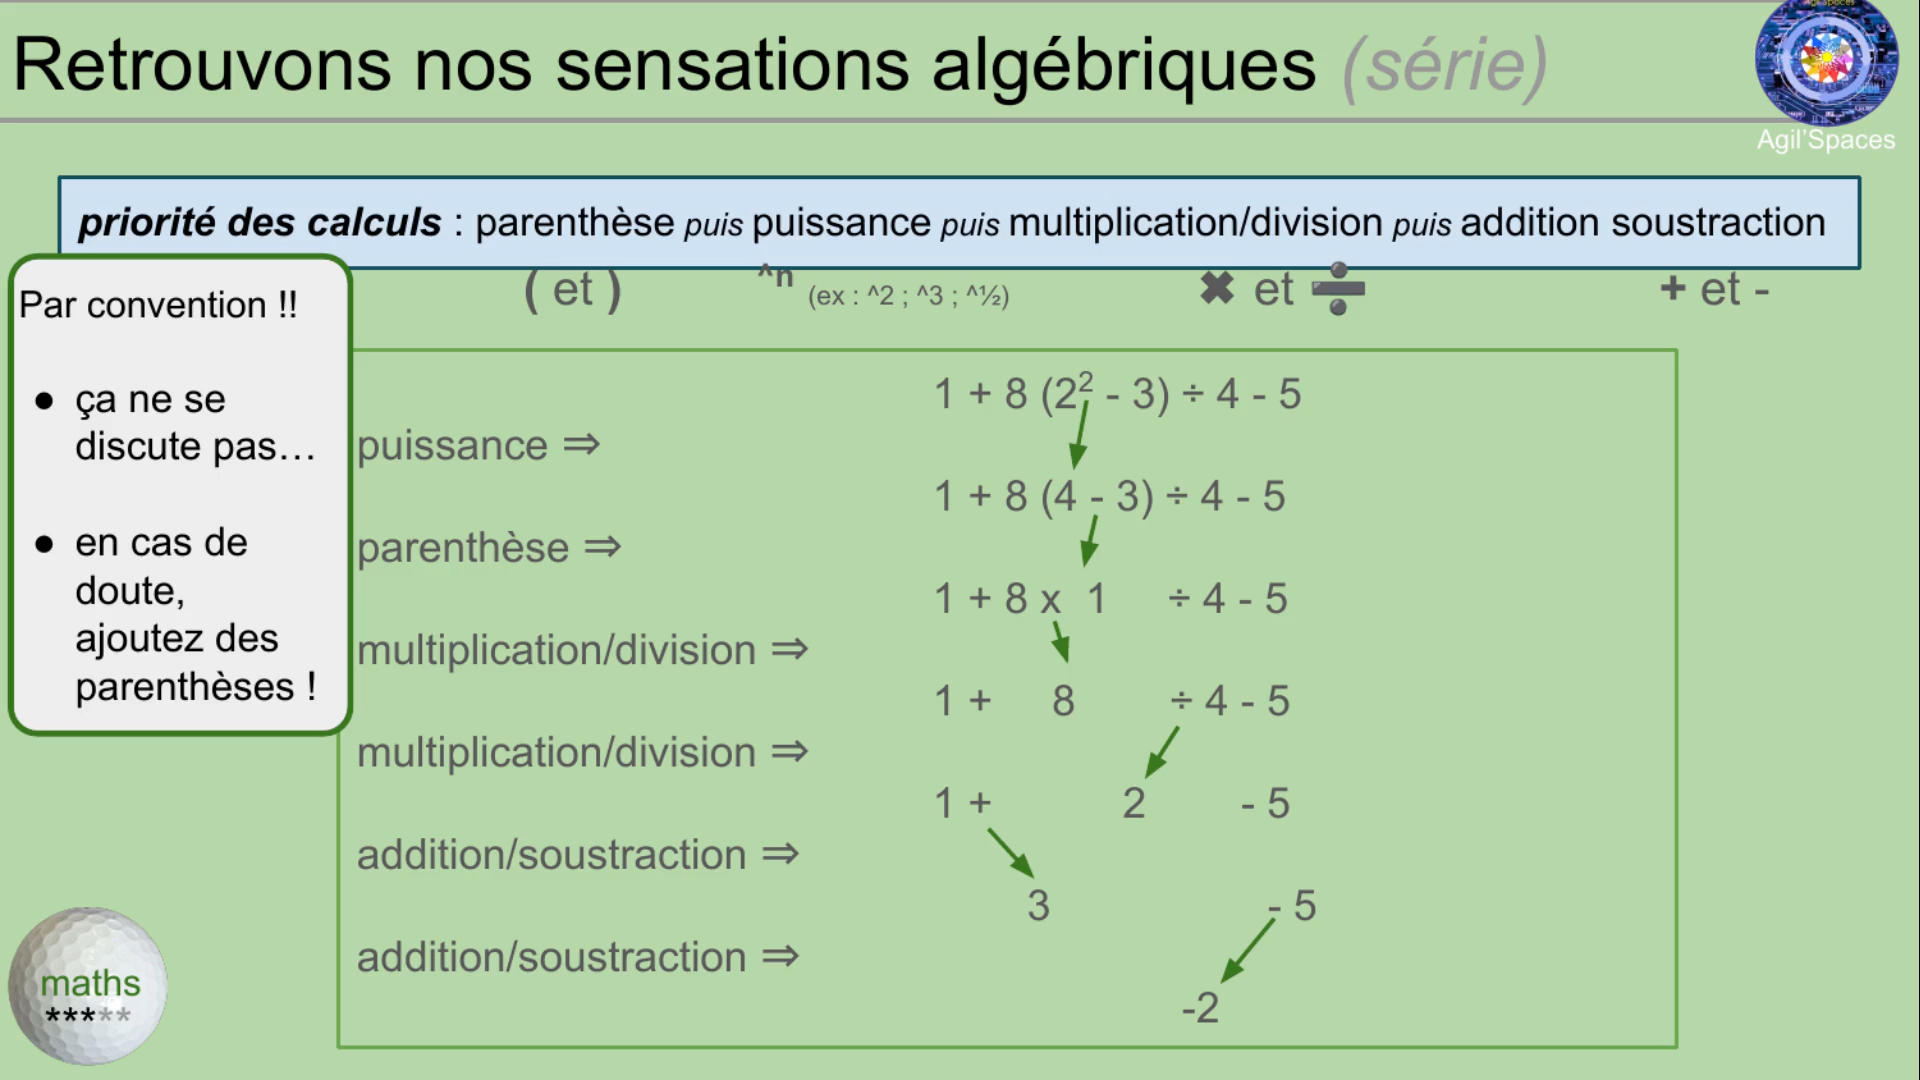 Retrouvons nos sensations algébriques (série)
Agil'Spaces
priorité des calculs : parenthèse puis puissance puis multiplication/division puis addition soustraction
( et )
^n (ex : ^2 ; ^3 ; ^½)
✖ et ➗
+ et -
Par convention !!
● ça ne se
discute pas…
● en cas de
doute,
ajoutez des
parenthèses !
1 + 8 (2² - 3) ÷ 4 - 5
puissance ⇒
1 + 8 (4 - 3) ÷ 4 - 5
parenthèse ⇒
1 + 8 x 1 ÷ 4 - 5
multiplication/division ⇒
1 + 8 ÷ 4 - 5
multiplication/division ⇒
1 + 2 - 5
addition/soustraction ⇒
3 - 5
addition/soustraction ⇒
-2
maths
*****